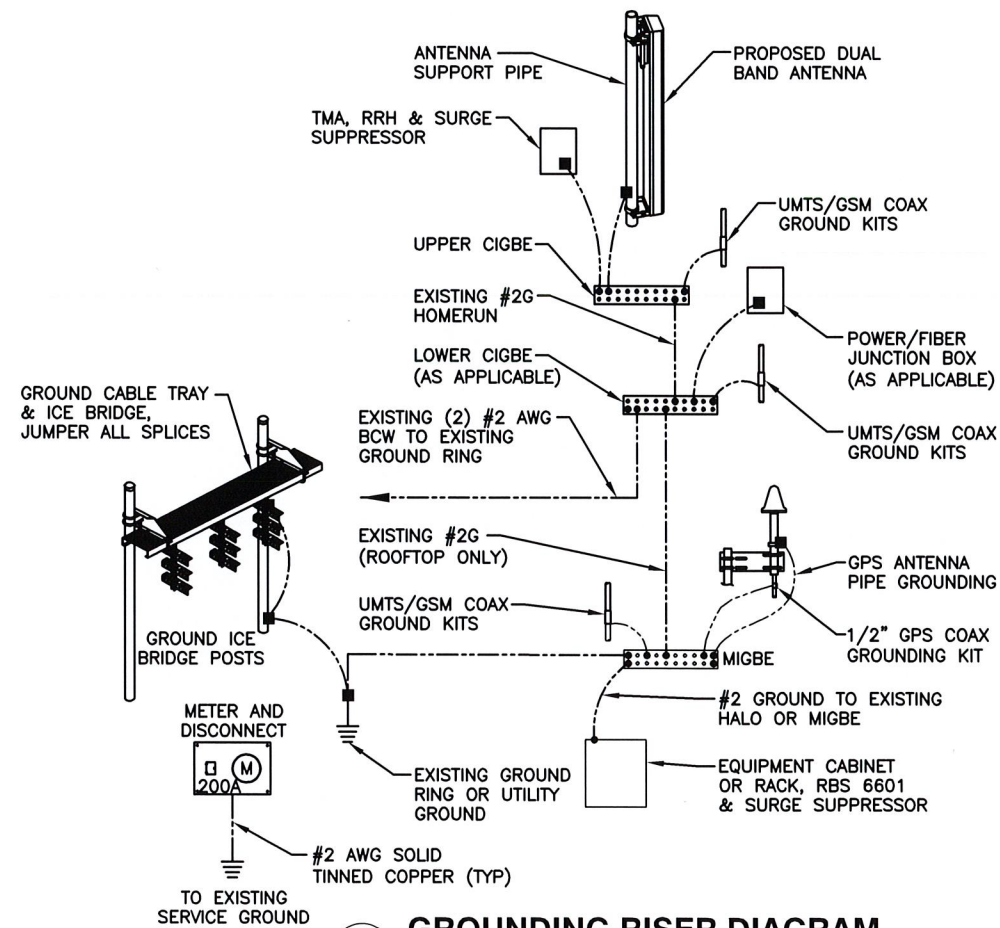 ANTENNA
SUPPORT PIPE
PROPOSED DUAL
BAND ANTENNA
TMA, RRH & SURGE
SUPPRESSOR
UMTS/GSM COAX
GROUND KITS
UPPER CIGBE
EXISTING #2G
HOMERUN
LOWER CIGBE
(AS APPLICABLE)
POWER/FIBER
JUNCTION BOX
(AS APPLICABLE)
GROUND CABLE TRAY
& ICE BRIDGE,
JUMPER ALL SPLICES
EXISTING (2) #2 AWG
BCW TO EXISTING
GROUND RING
UMTS/GSM COAX
GROUND KITS
EXISTING #2G
(ROOFTOP ONLY)
GPS ANTENNA
PIPE GROUNDING
UMTS/GSM COAX
GROUND KITS
1/2" GPS COAX
GROUNDING KIT
GROUND ICE
BRIDGE POSTS
MIGBE
#2 GROUND TO EXISTING
HALO OR MIGBE
METER AND
DISCONNECT
M
200A
EXISTING GROUND
RING OR UTILITY
GROUND
EQUIPMENT CABINET
OR RACK, RBS 6601
& SURGE SUPPRESSOR
#2 AWG SOLID
TINNED COPPER (TYP)
TO EXISTING
SERVICE GROUND
GROUNDING RISER DIAGRAM